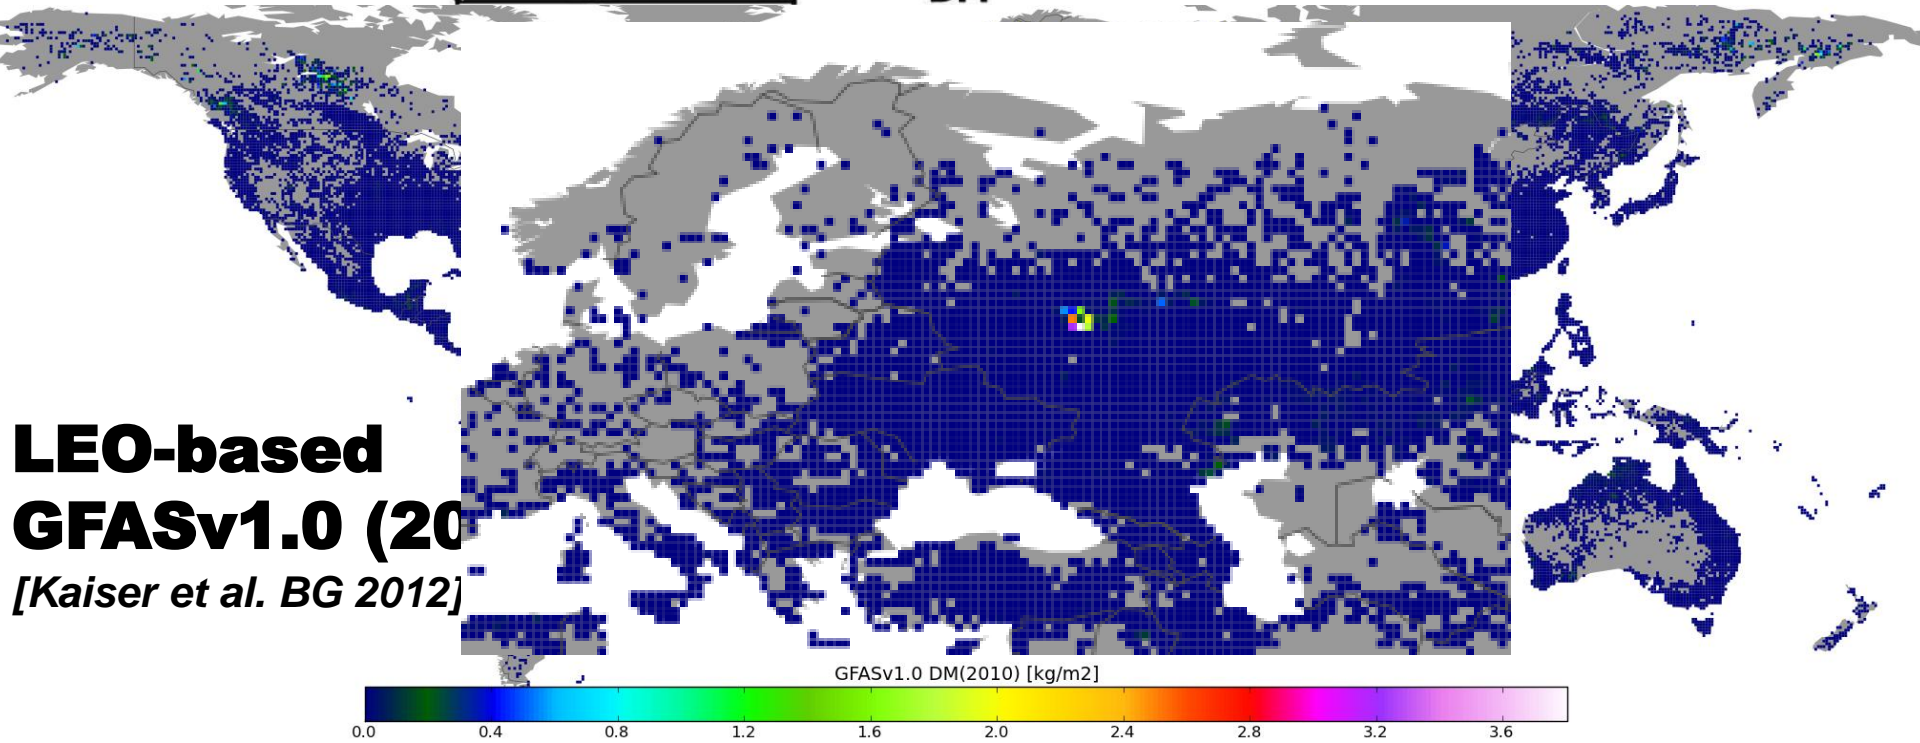 LEO-based
GFASv1.0 (20
[Kaiser et al. BG 2012]
GFASv1.0 DM(2010) [kg/m2]
0.0 0.4 0.8 1.2 1.6 2.0 2.4 2.8 3.2 3.6